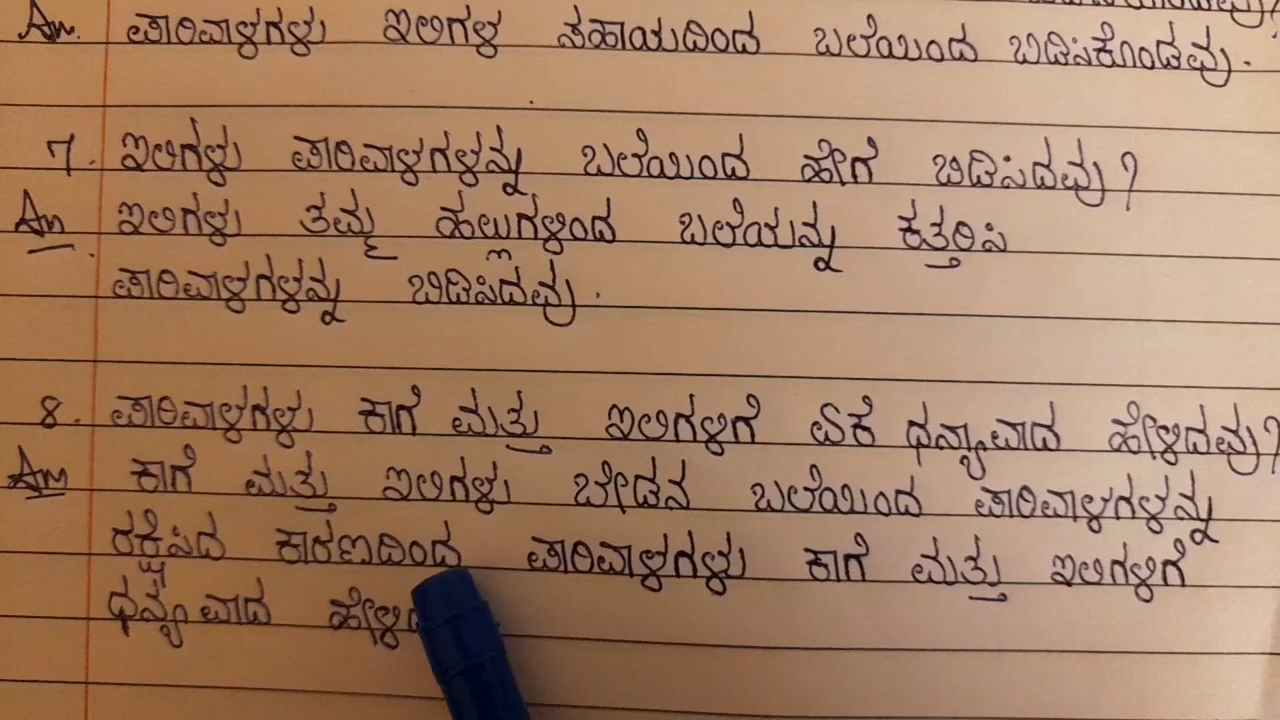 Ans. ಪಾರಿವಾಳಗಳು ಇಲಿಗಳ ಸಹಾಯದಿಂದ ಬಲೆಯಿಂದ ಬಿಡಿಸಿಕೊಂಡವು.
7. ಇಲಿಗಳು ಪಾರಿವಾಳಗಳನ್ನು ಬಲೆಯಿಂದ ಹೇಗೆ ಬಿಡಿಸಿದವು?
Ans ಇಲಿಗಳು ತಮ್ಮ ಹಲ್ಲುಗಳಿಂದ ಬಲೆಯನ್ನು ಕತ್ತರಿಸಿ
ಪಾರಿವಾಳಗಳನ್ನು ಬಿಡಿಸಿದವು.
8. ಪಾರಿವಾಳಗಳು ಕಾಗೆ ಮತ್ತು ಇಲಿಗಳಿಗೆ ಏಕೆ ಧನ್ಯವಾದ ಹೇಳಿದವು?
Ans ಕಾಗೆ ಮತ್ತು ಇಲಿಗಳು ಬೇಡನ ಬಲೆಯಿಂದ ಪಾರಿವಾಳಗಳನ್ನು
ರಕ್ಷಿಸಿದ ಕಾರಣದಿಂದ ಪಾರಿವಾಳಗಳು ಕಾಗೆ ಮತ್ತು ಇಲಿಗಳಿಗೆ
ಧನ್ಯವಾದ